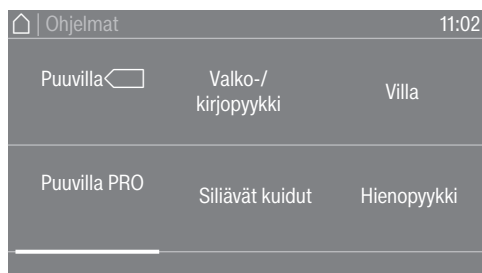 Ohjelmat
11:02
Puuvilla
Valko-/
kirjopyykki
Villa
Puuvilla PRO
Siliävät kuidut
Hienopyykki